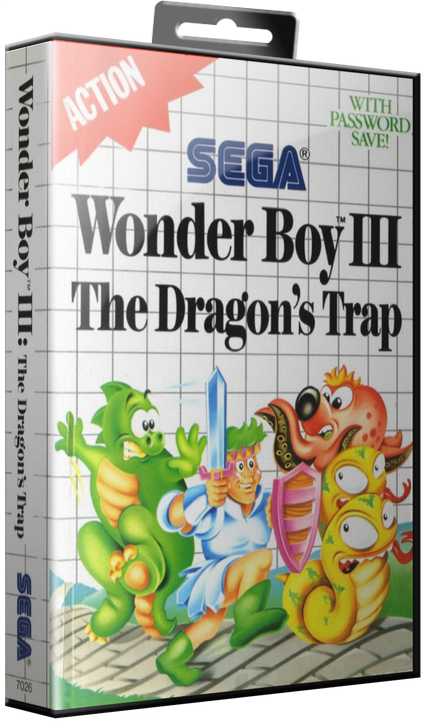 ACTION
WITH
PASSWORD
SAVE!
SEGA®
Wonder Boy™ III
The Dragon's Trap
Wonder Boy™ III: The Dragon's Trap
SEGA®
7026